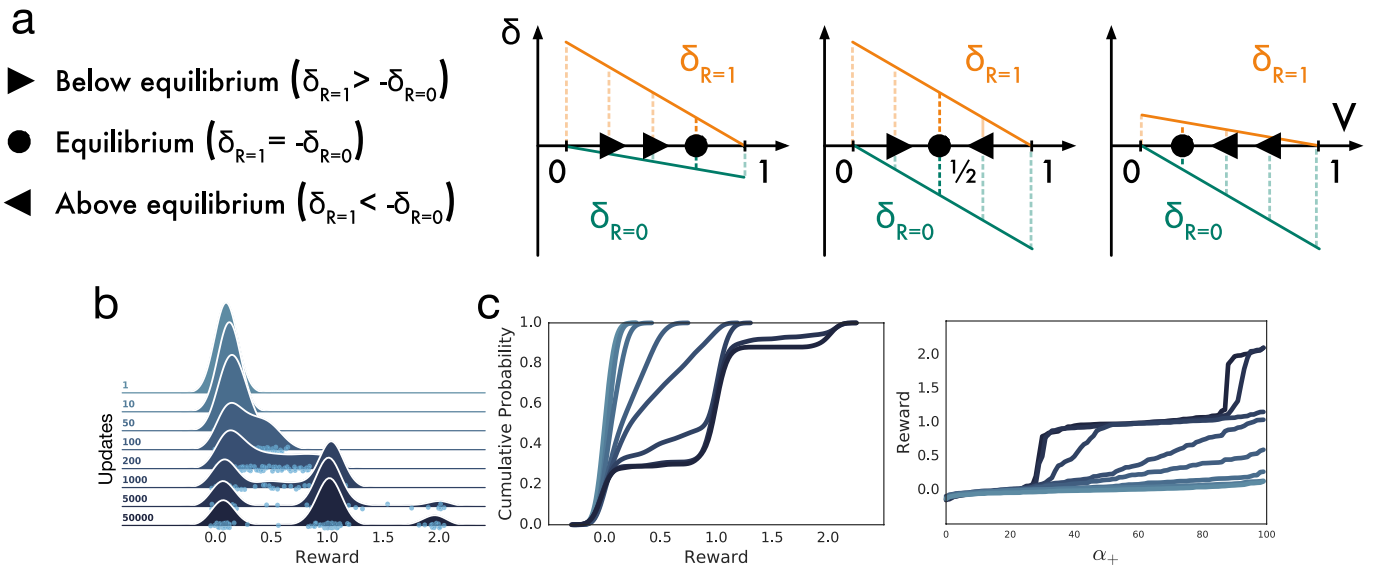 a
Below equilibrium (δR=1 > -δR=0)
Equilibrium (δR=1 = -δR=0)
Above equilibrium (δR=1 < -δR=0)
δ
δR=1
0
1
δR=0
δR=1
0
½
1
δR=0
δR=1
V
0
1
δR=0
b
Updates
1
10
50
100
200
1000
5000
50000
0.0 0.5 1.0 1.5 2.0
Reward
c
Cumulative Probability
1.0
0.8
0.6
0.4
0.2
0.0
0.0 0.5 1.0 1.5 2.0
Reward
Reward
2.0
1.5
1.0
0.5
0.0
0 20 40 60 80 100
α+